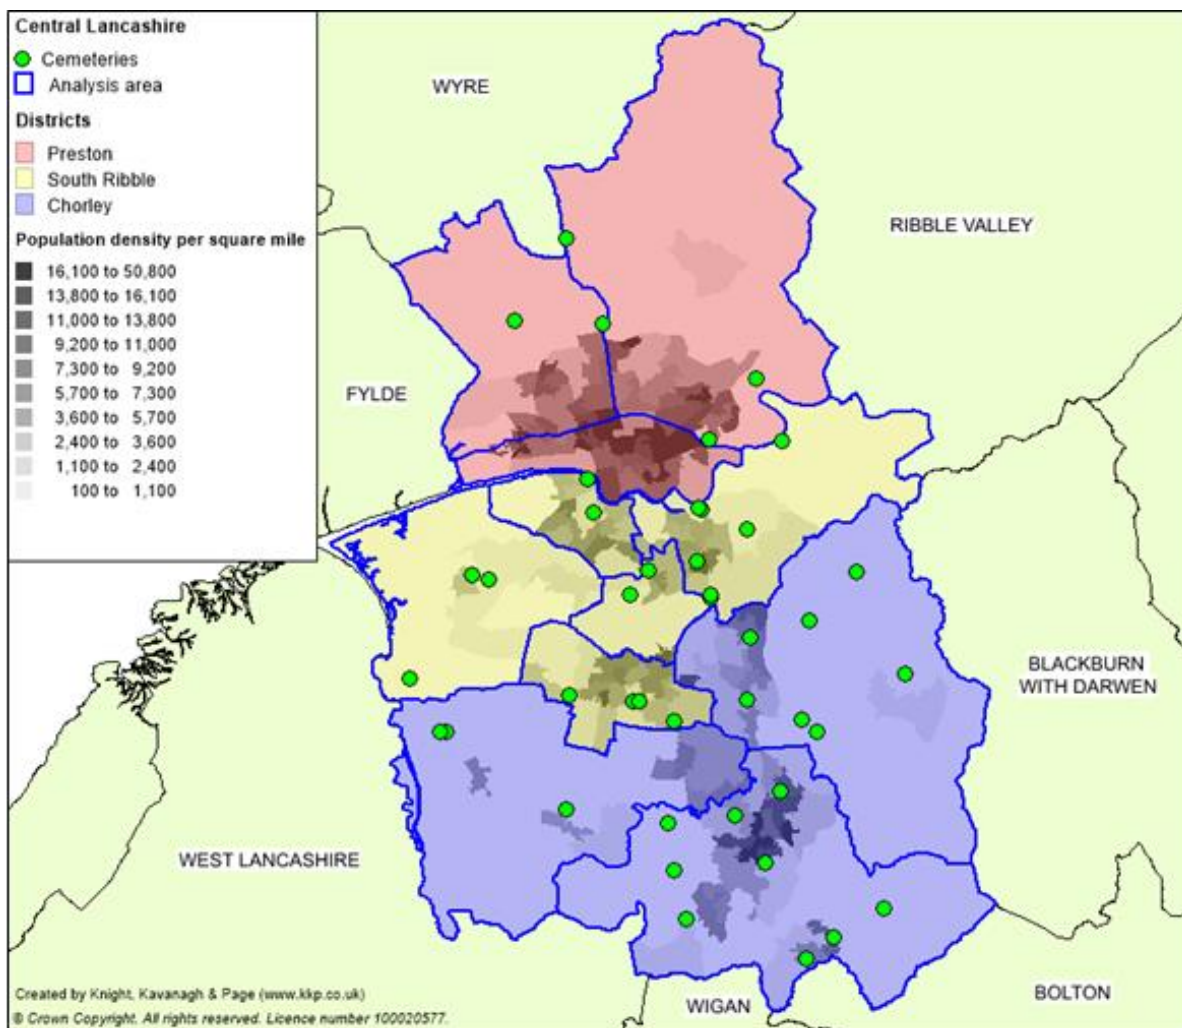 Central Lancashire
Cemeteries
Analysis area
Districts
Preston
South Ribble
Chorley
Population density per square mile
16,100 to 50,800
13,800 to 16,100
11,000 to 13,800
9,200 to 11,000
7,300 to 9,200
5,700 to 7,300
3,600 to 5,700
2,400 to 3,600
1,100 to 2,400
100 to 1,100
WYRE
RIBBLE VALLEY
FYLDE
BLACKBURN
WITH DARWEN
WEST LANCASHIRE
WIGAN
BOLTON
Created by Knight, Kavanagh & Page (www.kkp.co.uk)
© Crown Copyright. All rights reserved. Licence number 100020577.